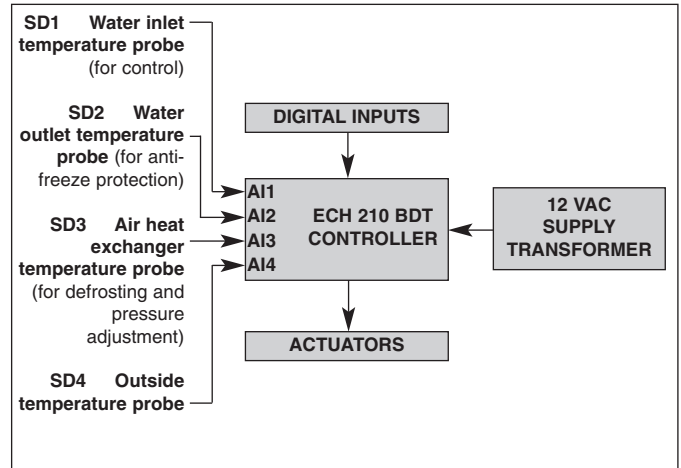 SD1 Water inlet
temperature probe
(for control)
SD2 Water
outlet temperature
probe (for anti-
freeze protection)
SD3 Air heat
exchanger
temperature probe
(for defrosting and
pressure
adjustment)
SD4 Outside
temperature probe
DIGITAL INPUTS
AI1
AI2
AI3
AI4
ECH 210 BDT
CONTROLLER
12 VAC
SUPPLY
TRANSFORMER
ACTUATORS